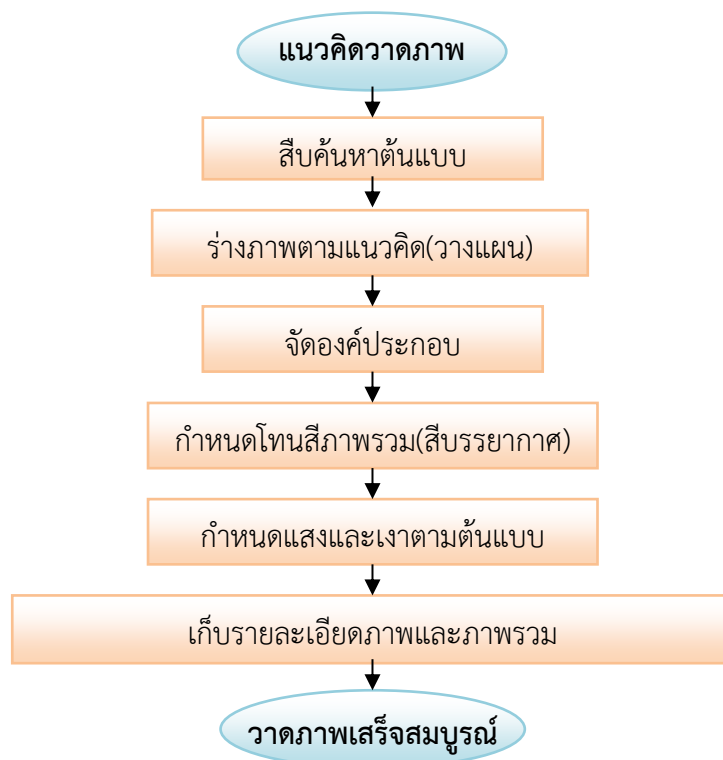 แนวคิดวาดภาพ
สืบค้นหาต้นแบบ
ร่างภาพตามแนวคิด(วางแผน)
จัดองค์ประกอบ
กำหนดโทนสีภาพรวม(สีบรรยากาศ)
กำหนดแสงและเงาตามต้นแบบ
เก็บรายละเอียดภาพและภาพรวม
วาดภาพเสร็จสมบูรณ์